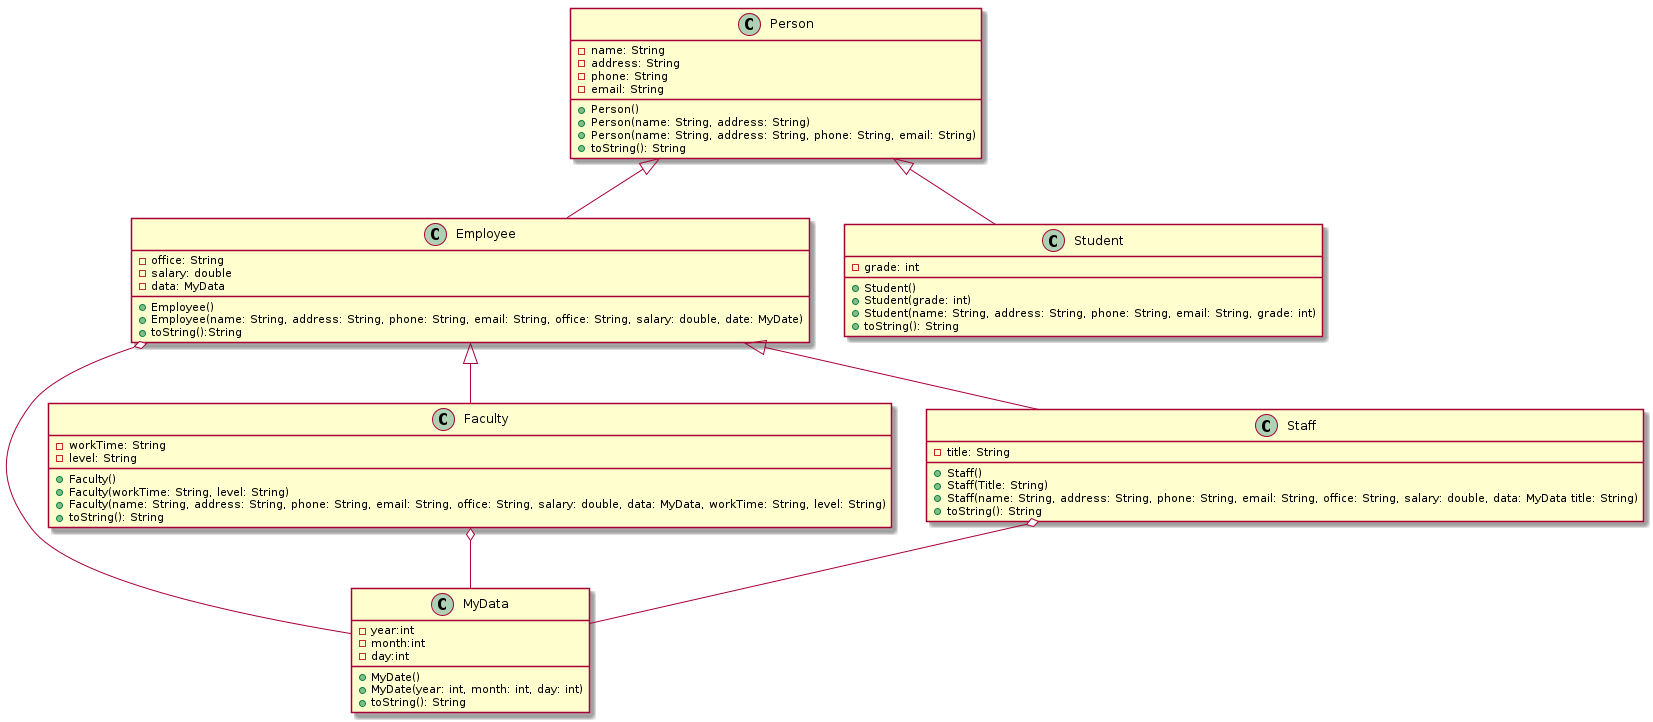 C Person
name: String
address: String
phone: String
email: String
Person()
Person(name: String, address: String)
Person(name: String, address: String, phone: String, email: String)
toString(): String
C Employee
office: String
salary: double
data: MyData
Employee()
Employee(name: String, address: String, phone: String, email: String, office: String, salary: double, date: MyDate)
toString():String
C Student
grade: int
Student()
Student(grade: int)
Student(name: String, address: String, phone: String, email: String, grade: int)
toString(): String
C Faculty
workTime: String
level: String
Faculty()
Faculty(workTime: String, level: String)
Faculty(name: String, address: String, phone: String, email: String, office: String, salary: double, data: MyData, workTime: String, level: String)
toString(): String
C Staff
title: String
Staff()
Staff(Title: String)
Staff(name: String, address: String, phone: String, email: String, office: String, salary: double, data: MyData title: String)
toString(): String
C MyData
year:int
month:int
day:int
MyDate()
MyDate(year: int, month: int, day: int)
toString(): String